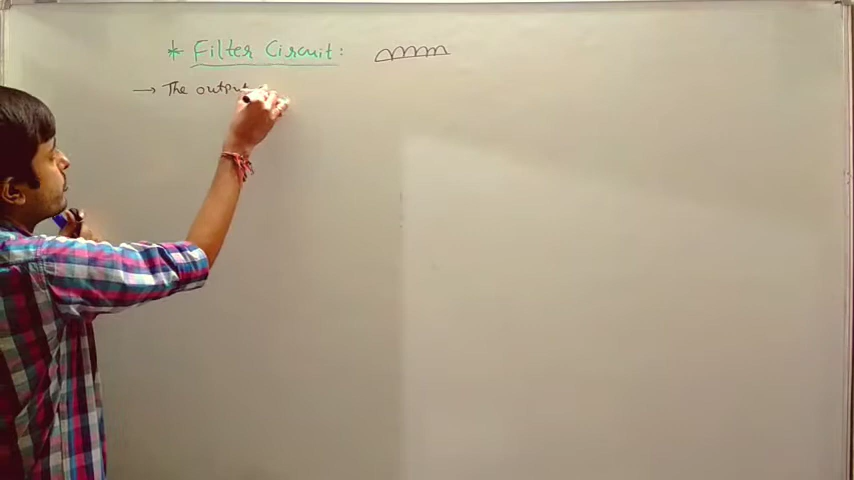 * Filter Circuit:
→ The output